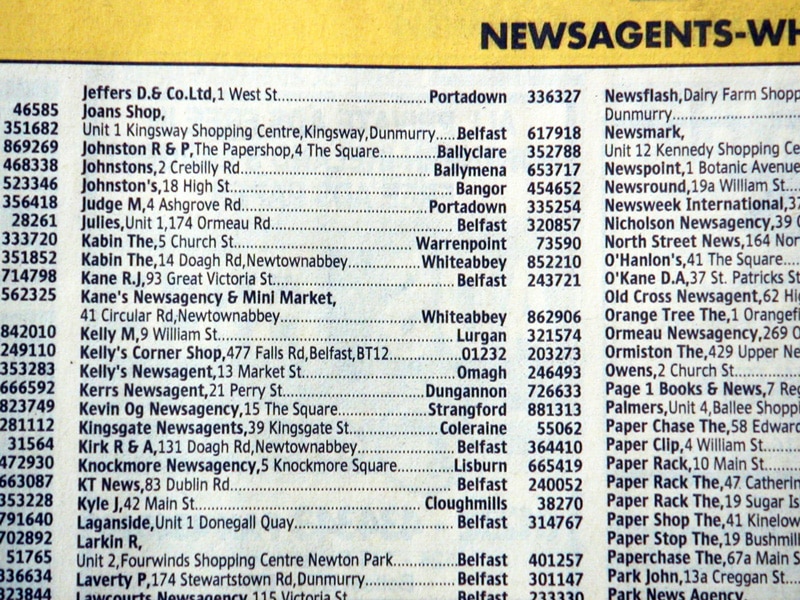 NEWSAGENTS-WH
46585
351682
869269
468338
523346
356418
28261
333720
351852
714798
562325
842010
249110
353283
666592
823749
281112
31564
472930
663087
353228
791640
702892
51765
336634
323844
Jeffers D.& Co.Ltd,1 West St................................Portadown 336327
Joans Shop,
Unit 1 Kingsway Shopping Centre,Kingsway,Dunmurry.....Belfast 617918
Johnston R & P,The Papershop,4 The Square..............Ballyclare 352788
Johnstons,2 Crebilly Rd................................Ballymena 653717
Johnston's,18 High St................................Bangor 454652
Judge M,4 Ashgrove Rd................................Portadown 335254
Julies,Unit 1,174 Ormeau Rd................................Belfast 320857
Kabin The,5 Church St................................Warrenpoint 73590
Kabin The,14 Doagh Rd,Newtownabbey..................Whiteabbey 852210
Kane R.J,93 Great Victoria St................................Belfast 243721
Kane's Newsagency & Mini Market,
41 Circular Rd,Newtownabbey................................Whiteabbey 862906
Kelly M,9 William St................................Lurgan 321574
Kelly's Corner Shop,477 Falls Rd,Belfast,BT12................01232 203273
Kelly's Newsagent,13 Market St................................Omagh 246493
Kerrs Newsagent,21 Perry St................................Dungannon 726633
Kevin Og Newsagency,15 The Square....................Strangford 881313
Kingsgate Newsagents,39 Kingsgate St....................Coleraine 55062
Kirk R & A,131 Doagh Rd,Newtownabbey....................Belfast 364410
Knockmore Newsagency,5 Knockmore Square.............Lisburn 665419
KT News,83 Dublin Rd................................Belfast 240052
Kyle J,42 Main St................................Cloughmills 38270
Laganside,Unit 1 Donegall Quay................................Belfast 314767
Larkin R,
Unit 2,Fourwinds Shopping Centre Newton Park.............Belfast 401257
Laverty P,174 Stewartstown Rd,Dunmurry....................Belfast 301147
Lawcourts Newsagency,115 Victoria St....................Belfast 233330
Newsflash,Dairy Farm Shopp
Dunmurry................
Newsmark,
Unit 12 Kennedy Shopping Ce
Newspoint,1 Botanic Avenue
Newsround,19a William St...
Newsweek International,37
Nicholson Newsagency,39 C
North Street News,164 Nor
O'Hanlon's,41 The Square....
O'Kane D.A,37 St. Patricks St
Old Cross Newsagent,62 Hi
Orange Tree The,1 Orangefi
Ormeau Newsagency,269 O
Ormiston The,429 Upper Ne
Owens,2 Church St.........
Page 1 Books & News,7 Reg
Palmers,Unit 4,Ballee Shoppi
Paper Chase The,58 Edward
Paper Clip,4 William St.......
Paper Rack,10 Main St.......
Paper Rack The,47 Catherin
Paper Rack The,19 Sugar Is
Paper Shop The,41 Kinelow
Paper Stop The,19 Bushmill
Paperchase The,67a Main S
Park John,13a Creggan St....
Park News Agency,